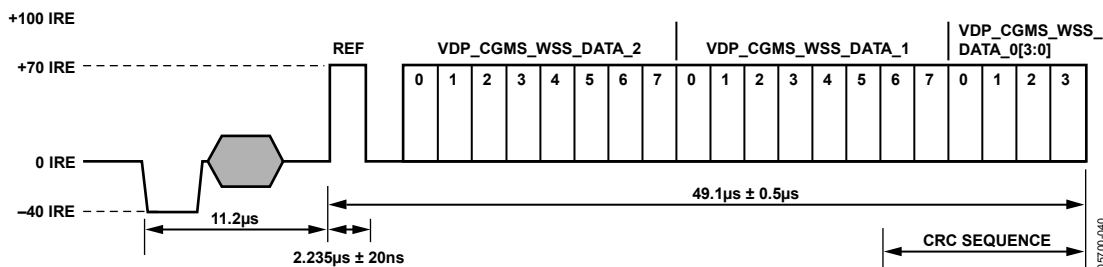 +100 IRE
REF
VDP_CGMS_WSS_DATA_2
VDP_CGMS_WSS_DATA_1
VDP_CGMS_WSS_
DATA_0[3:0]
+70 IRE
0 1 2 3 4 5 6 7 0 1 2 3 4 5 6 7 0 1 2 3
0 IRE
49.1µs ± 0.5µs
–40 IRE
11.2µs
CRC SEQUENCE
2.235µs ± 20ns
05700-040